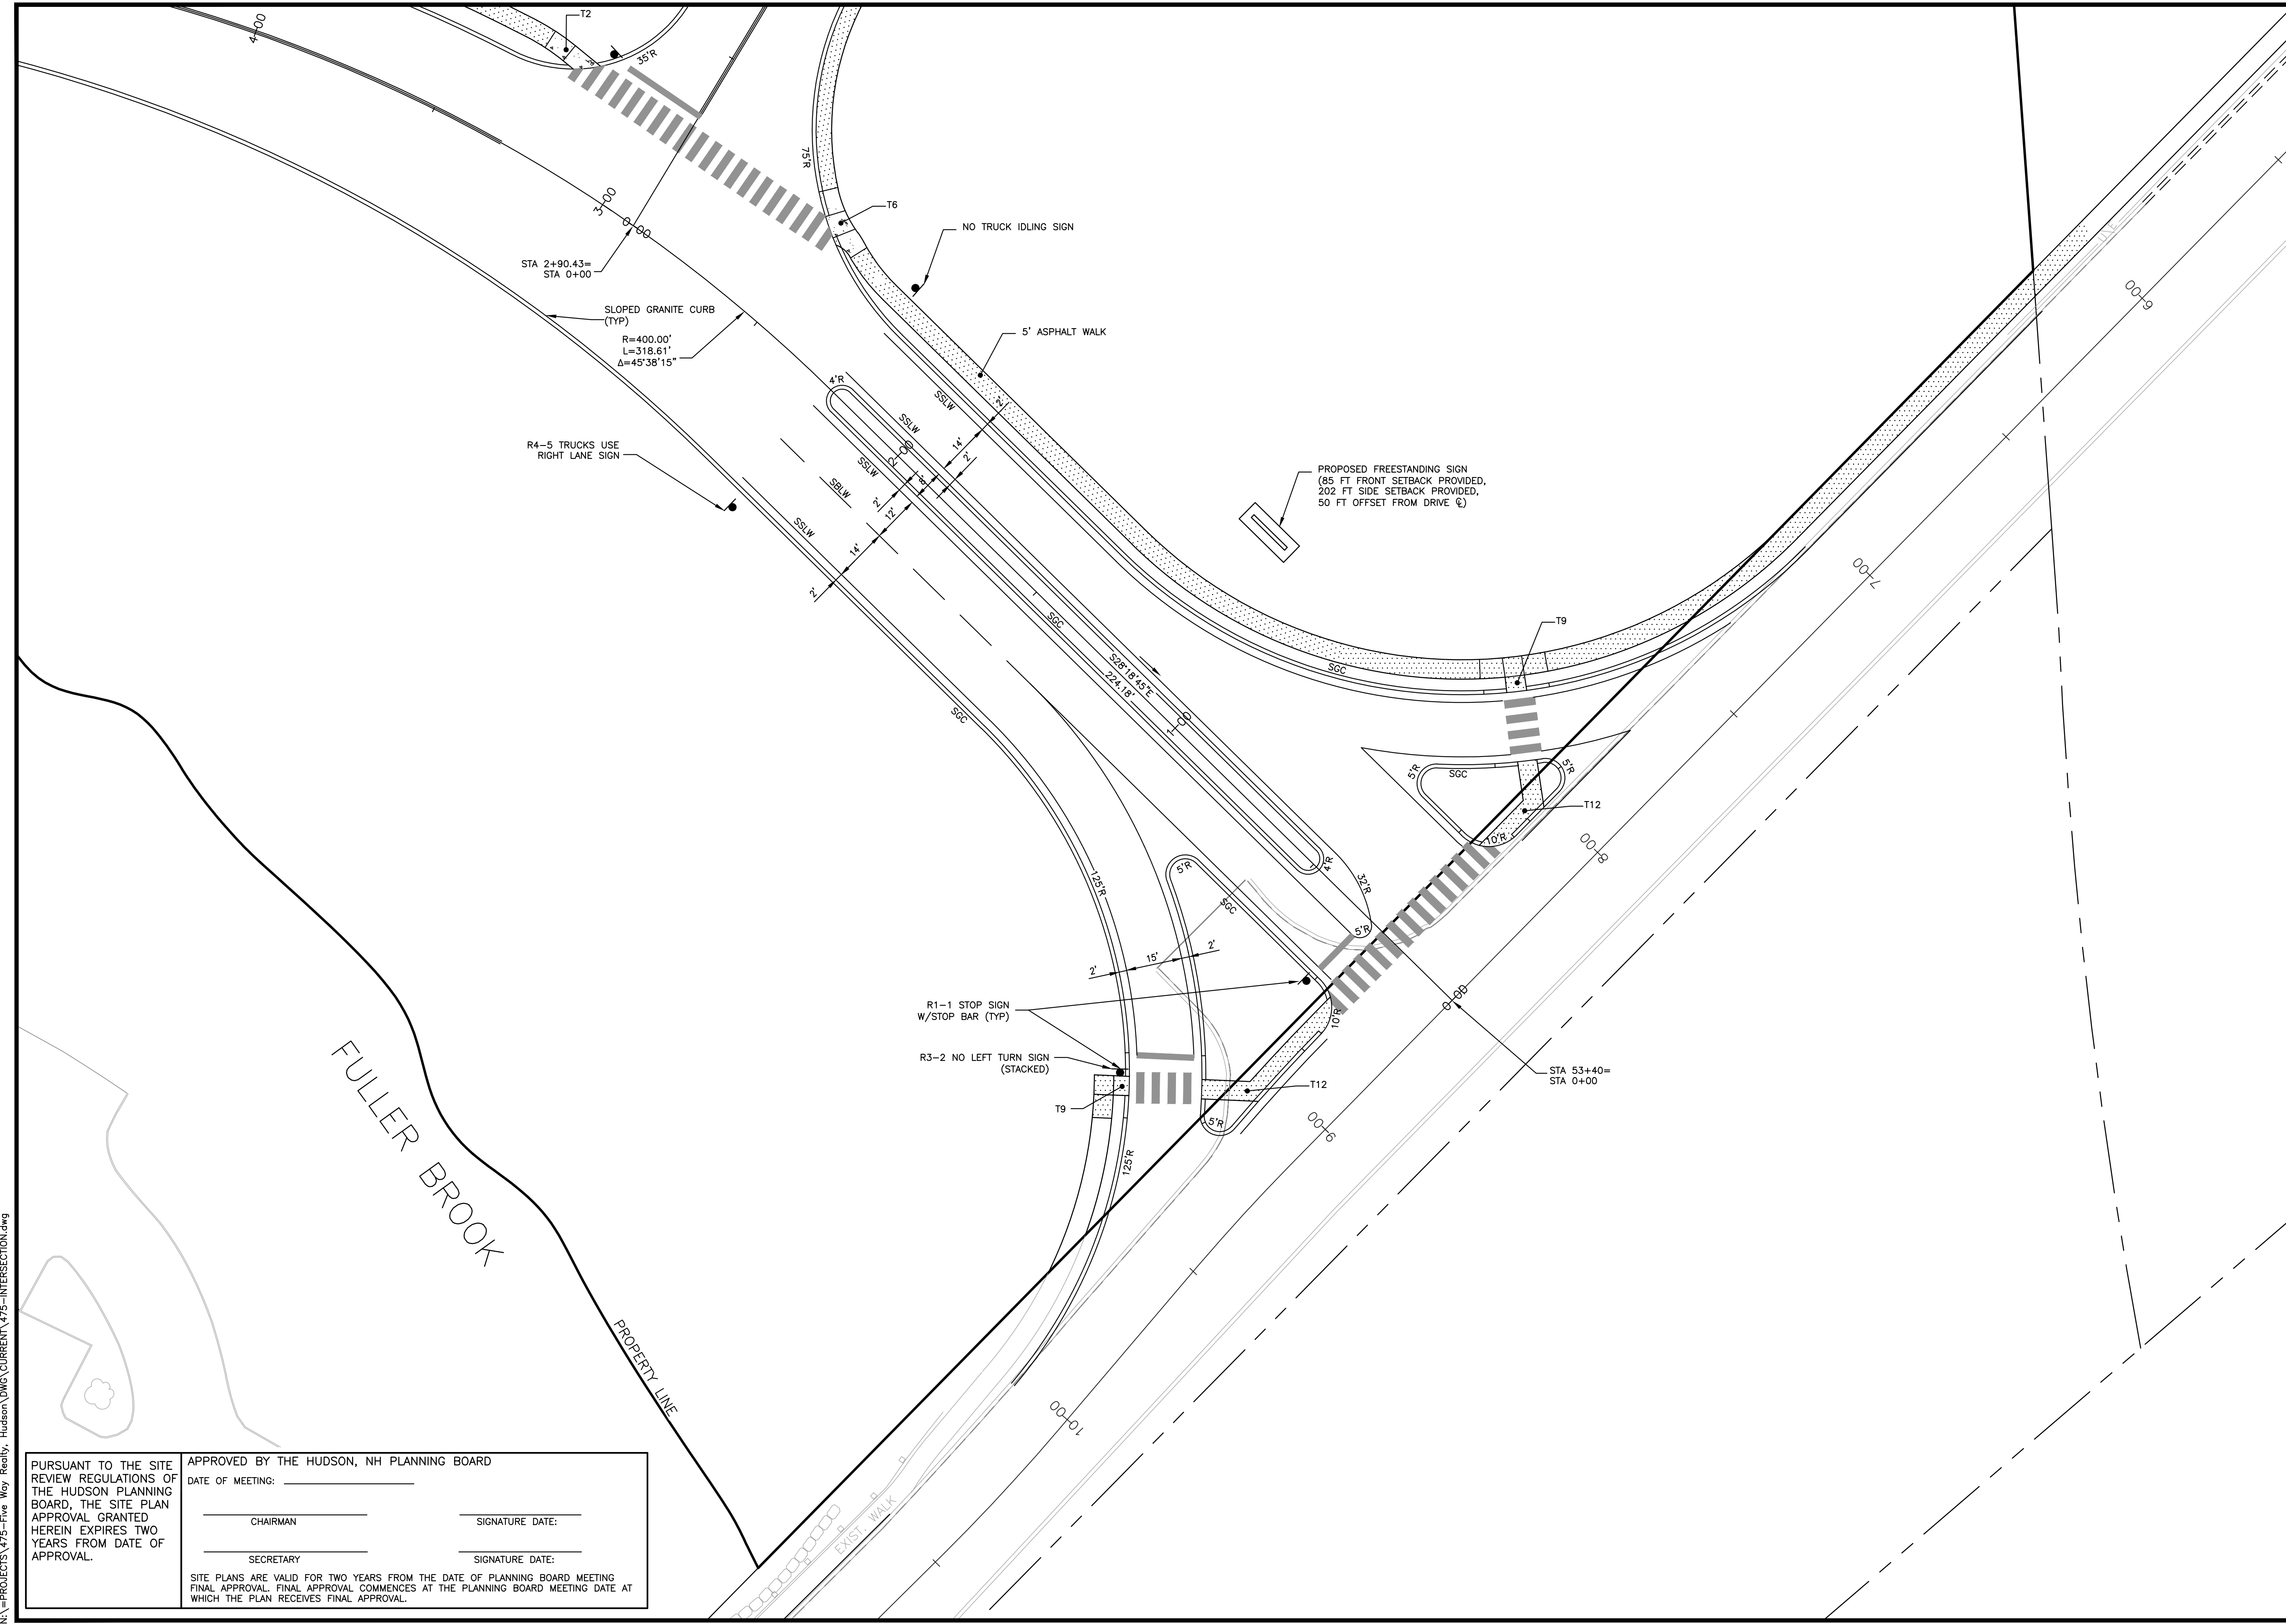 T2
35'R
4+00
75'R
T6
NO TRUCK IDLING SIGN
3+00
0+00
STA 2+90.43=
STA 0+00
SLOPED GRANITE CURB
(TYP)
R=400.00'
L=318.61'
Δ=45°38'15"
5' ASPHALT WALK
6+00
4'R
SSLW
SSLW
2+00
SSLW
SBLW
SSLW
2'
14'
2'
8'
2'
12'
14'
2'
R4-5 TRUCKS USE
RIGHT LANE SIGN
PROPOSED FREESTANDING SIGN
(85 FT FRONT SETBACK PROVIDED,
202 FT SIDE SETBACK PROVIDED,
50 FT OFFSET FROM DRIVE ℄)
7+00
T9
SGC
SGC
SGC
S28°18'45"E
224.18'
1+00
5'R
SGC
5'R
T12
10'R
8+00
4'R
32'R
125'R
5'R
SGC
5'R
2'
15'
2'
R1-1 STOP SIGN
W/STOP BAR (TYP)
10'R
0+00
R3-2 NO LEFT TURN SIGN
(STACKED)
STA 53+40=
STA 0+00
T12
T9
5'R
9+00
125'R
10+00
FULLER BROOK
PROPERTY LINE
EXIST. WALK
PURSUANT TO THE SITE
REVIEW REGULATIONS OF
THE HUDSON PLANNING
BOARD, THE SITE PLAN
APPROVAL GRANTED
HEREIN EXPIRES TWO
YEARS FROM DATE OF
APPROVAL.
APPROVED BY THE HUDSON, NH PLANNING BOARD
DATE OF MEETING:
CHAIRMAN
SIGNATURE DATE:
SECRETARY
SIGNATURE DATE:
SITE PLANS ARE VALID FOR TWO YEARS FROM THE DATE OF PLANNING BOARD MEETING
FINAL APPROVAL. FINAL APPROVAL COMMENCES AT THE PLANNING BOARD MEETING DATE AT
WHICH THE PLAN RECEIVES FINAL APPROVAL.
N:\=PROJECTS\475-Five Way Realty, Hudson\DWG\CURRENT\475-INTERSECTION.dwg